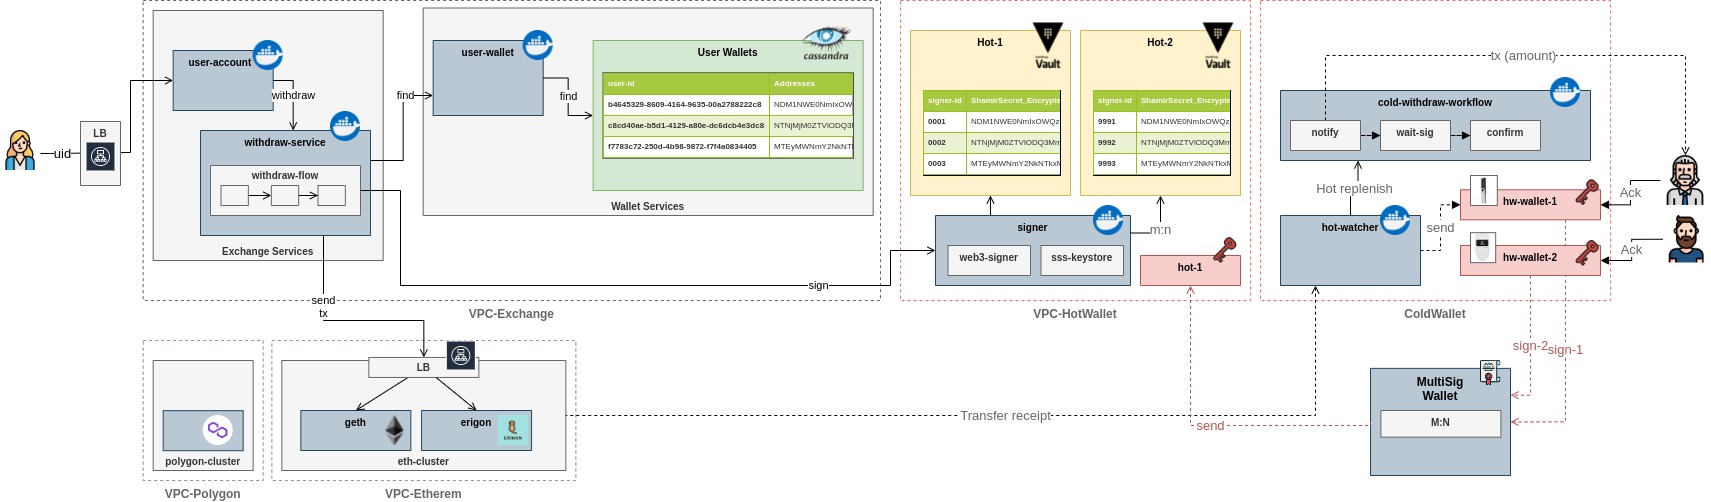 uid
LB
user-account
withdraw
withdraw-service
withdraw-flow
Exchange Services
find
user-wallet
find
User Wallets
cassandra
user-id Addresses
b4645329-8609-4164-9635-00a2788222c8 NDM1NWE0NmIxOW
c8cd40ae-b5d1-4129-a80e-dc6dcb4e3dc8 NTNjMjM0ZTViODQ3
f7783c72-250d-4b98-9872-f7f4a0834405 MTEyMWNmY2NkNT
Wallet Services
sign
send
tx
VPC-Exchange
Hot-1
Vault
signer-id ShamirSecret_Encrypte
0001 NDM1NWE0NmIxOWQz
0002 NTNjMjM0ZTViODQ3Mm
0003 MTEyMWNmY2NkNTkx
Hot-2
Vault
signer-id ShamirSecret_Encrypte
9991 NDM1NWE0NmIxOWQz
9992 NTNjMjM0ZTViODQ3Mm
9993 MTEyMWNmY2NkNTkx
signer
web3-signer
sss-keystore
m:n
hot-1
VPC-HotWallet
tx (amount)
cold-withdraw-workflow
notify
wait-sig
confirm
Hot replenish
hot-watcher
send
hw-wallet-1
hw-wallet-2
Ack
Ack
ColdWallet
sign-2
sign-1
MultiSig
Wallet
M:N
send
Transfer receipt
polygon-cluster
VPC-Polygon
LB
geth
erigon
ERIGON
eth-cluster
VPC-Etherem